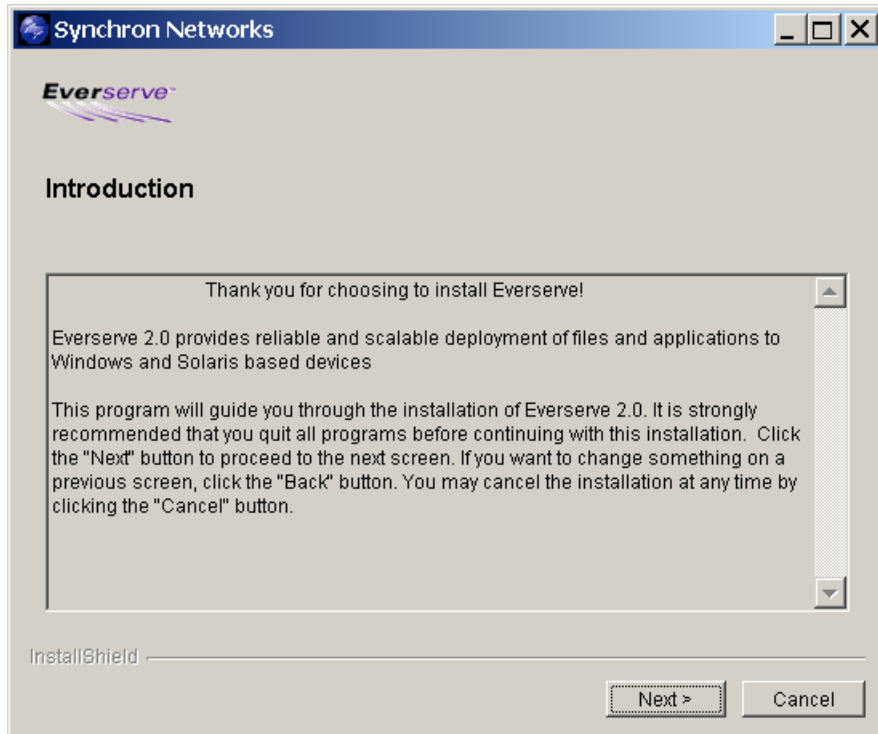 Synchron Networks
Everserve™
Introduction
Thank you for choosing to install Everserve!
Everserve 2.0 provides reliable and scalable deployment of files and applications to
Windows and Solaris based devices
This program will guide you through the installation of Everserve 2.0. It is strongly
recommended that you quit all programs before continuing with this installation.  Click
the "Next" button to proceed to the next screen. If you want to change something on a
previous screen, click the "Back" button. You may cancel the installation at any time by
clicking the "Cancel" button.
InstallShield
Next >
Cancel